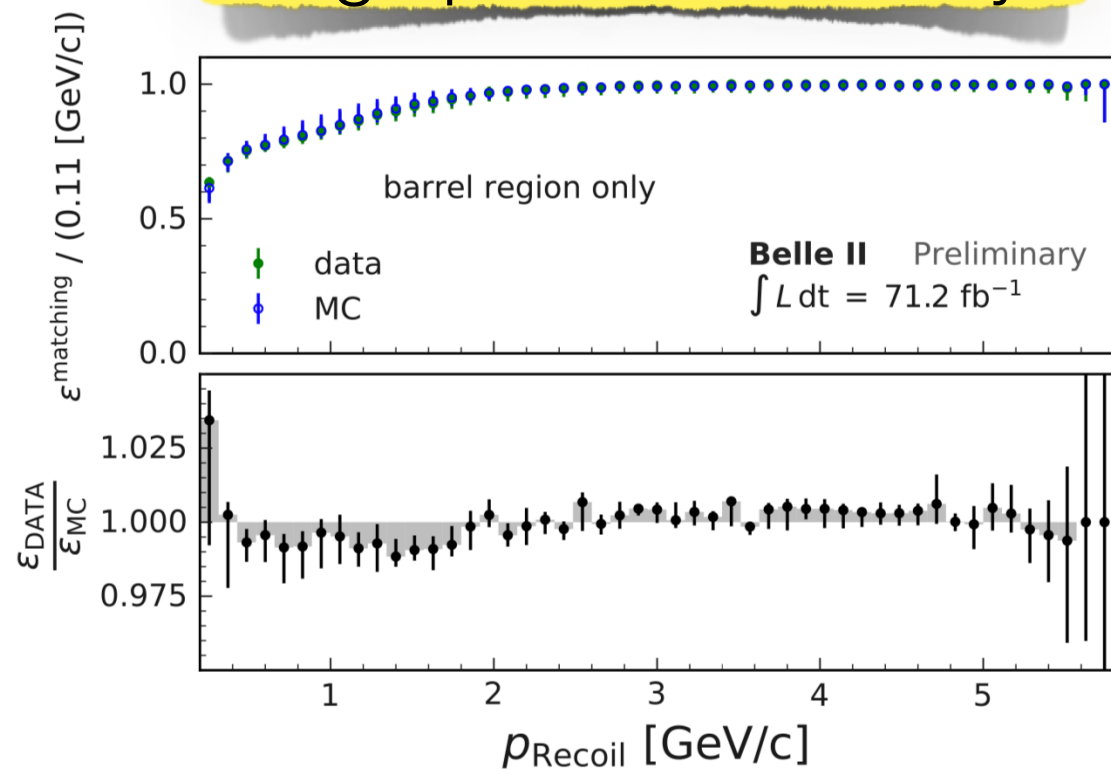 ε^matching / (0.11 [GeV/c])
1.0
0.5
0.0
barrel region only
data
MC
Belle II Preliminary
∫ L dt = 71.2 fb⁻¹
ε_DATA
ε_MC
1.025
1.000
0.975
1 2 3 4 5
p_Recoil [GeV/c]